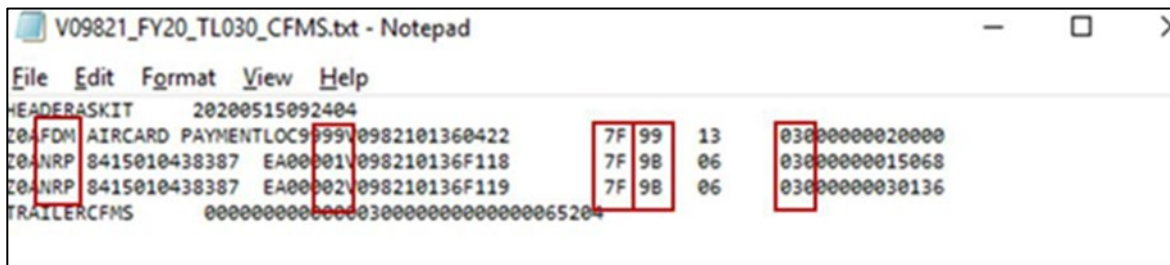 V09821_FY20_TL030_CFMS.txt - Notepad
File Edit Format View Help
HEADERASKIT 20200515092404
Z0AFDM AIRCARD PAYMENTLOC9999V0982101360422 7F 99 13 03000000020000
Z0ANRP 8415010438387 EA00001V098210136F118 7F 9B 06 03000000015068
Z0ANRP 8415010438387 EA00002V098210136F119 7F 9B 06 03000000030136
TRAILERCFMS 000000000000003000000000000065204